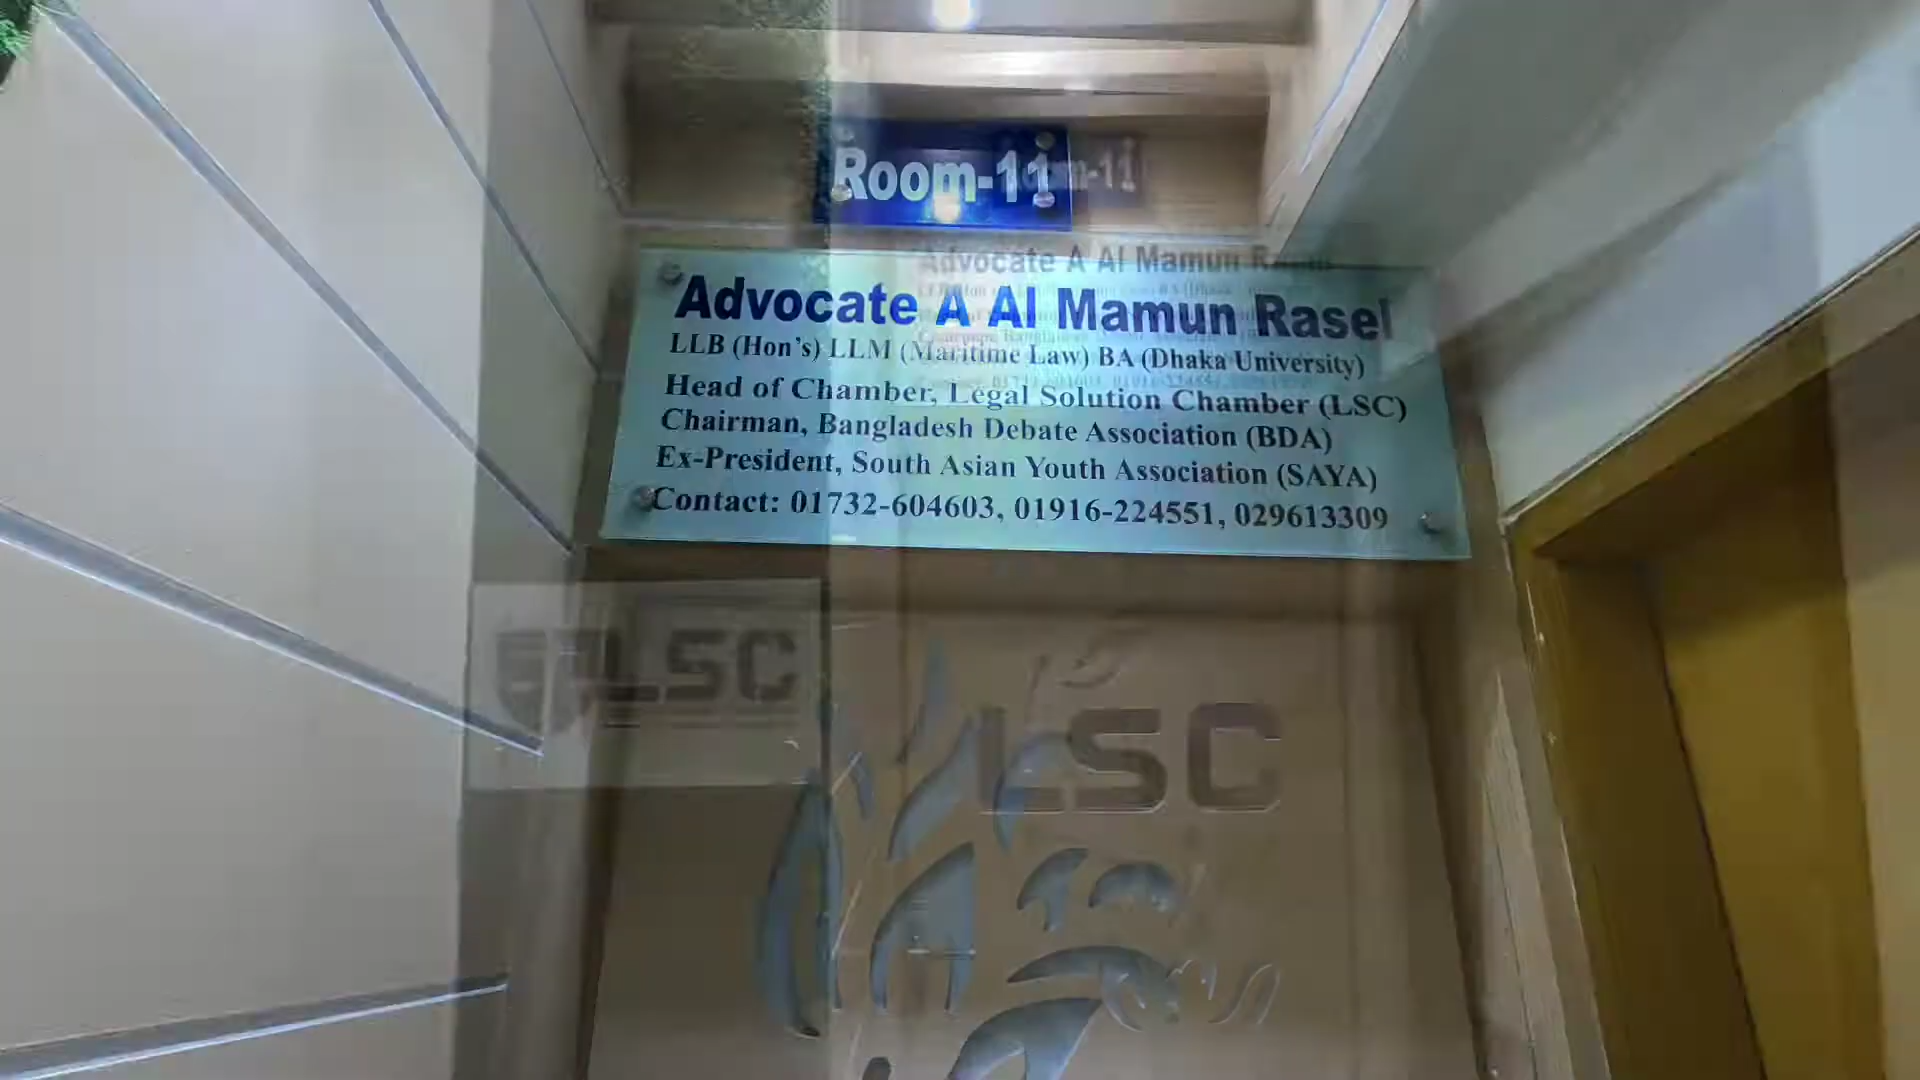 Room-11
Advocate A Al Mamun Rasel
LLB (Hon's) LLM (Maritime Law) BA (Dhaka University)
Head of Chamber, Legal Solution Chamber (LSC)
Chairman, Bangladesh Debate Association (BDA)
Ex-President, South Asian Youth Association (SAYA)
Contact: 01732-604603, 01916-224551, 029613309
LSC
LSC